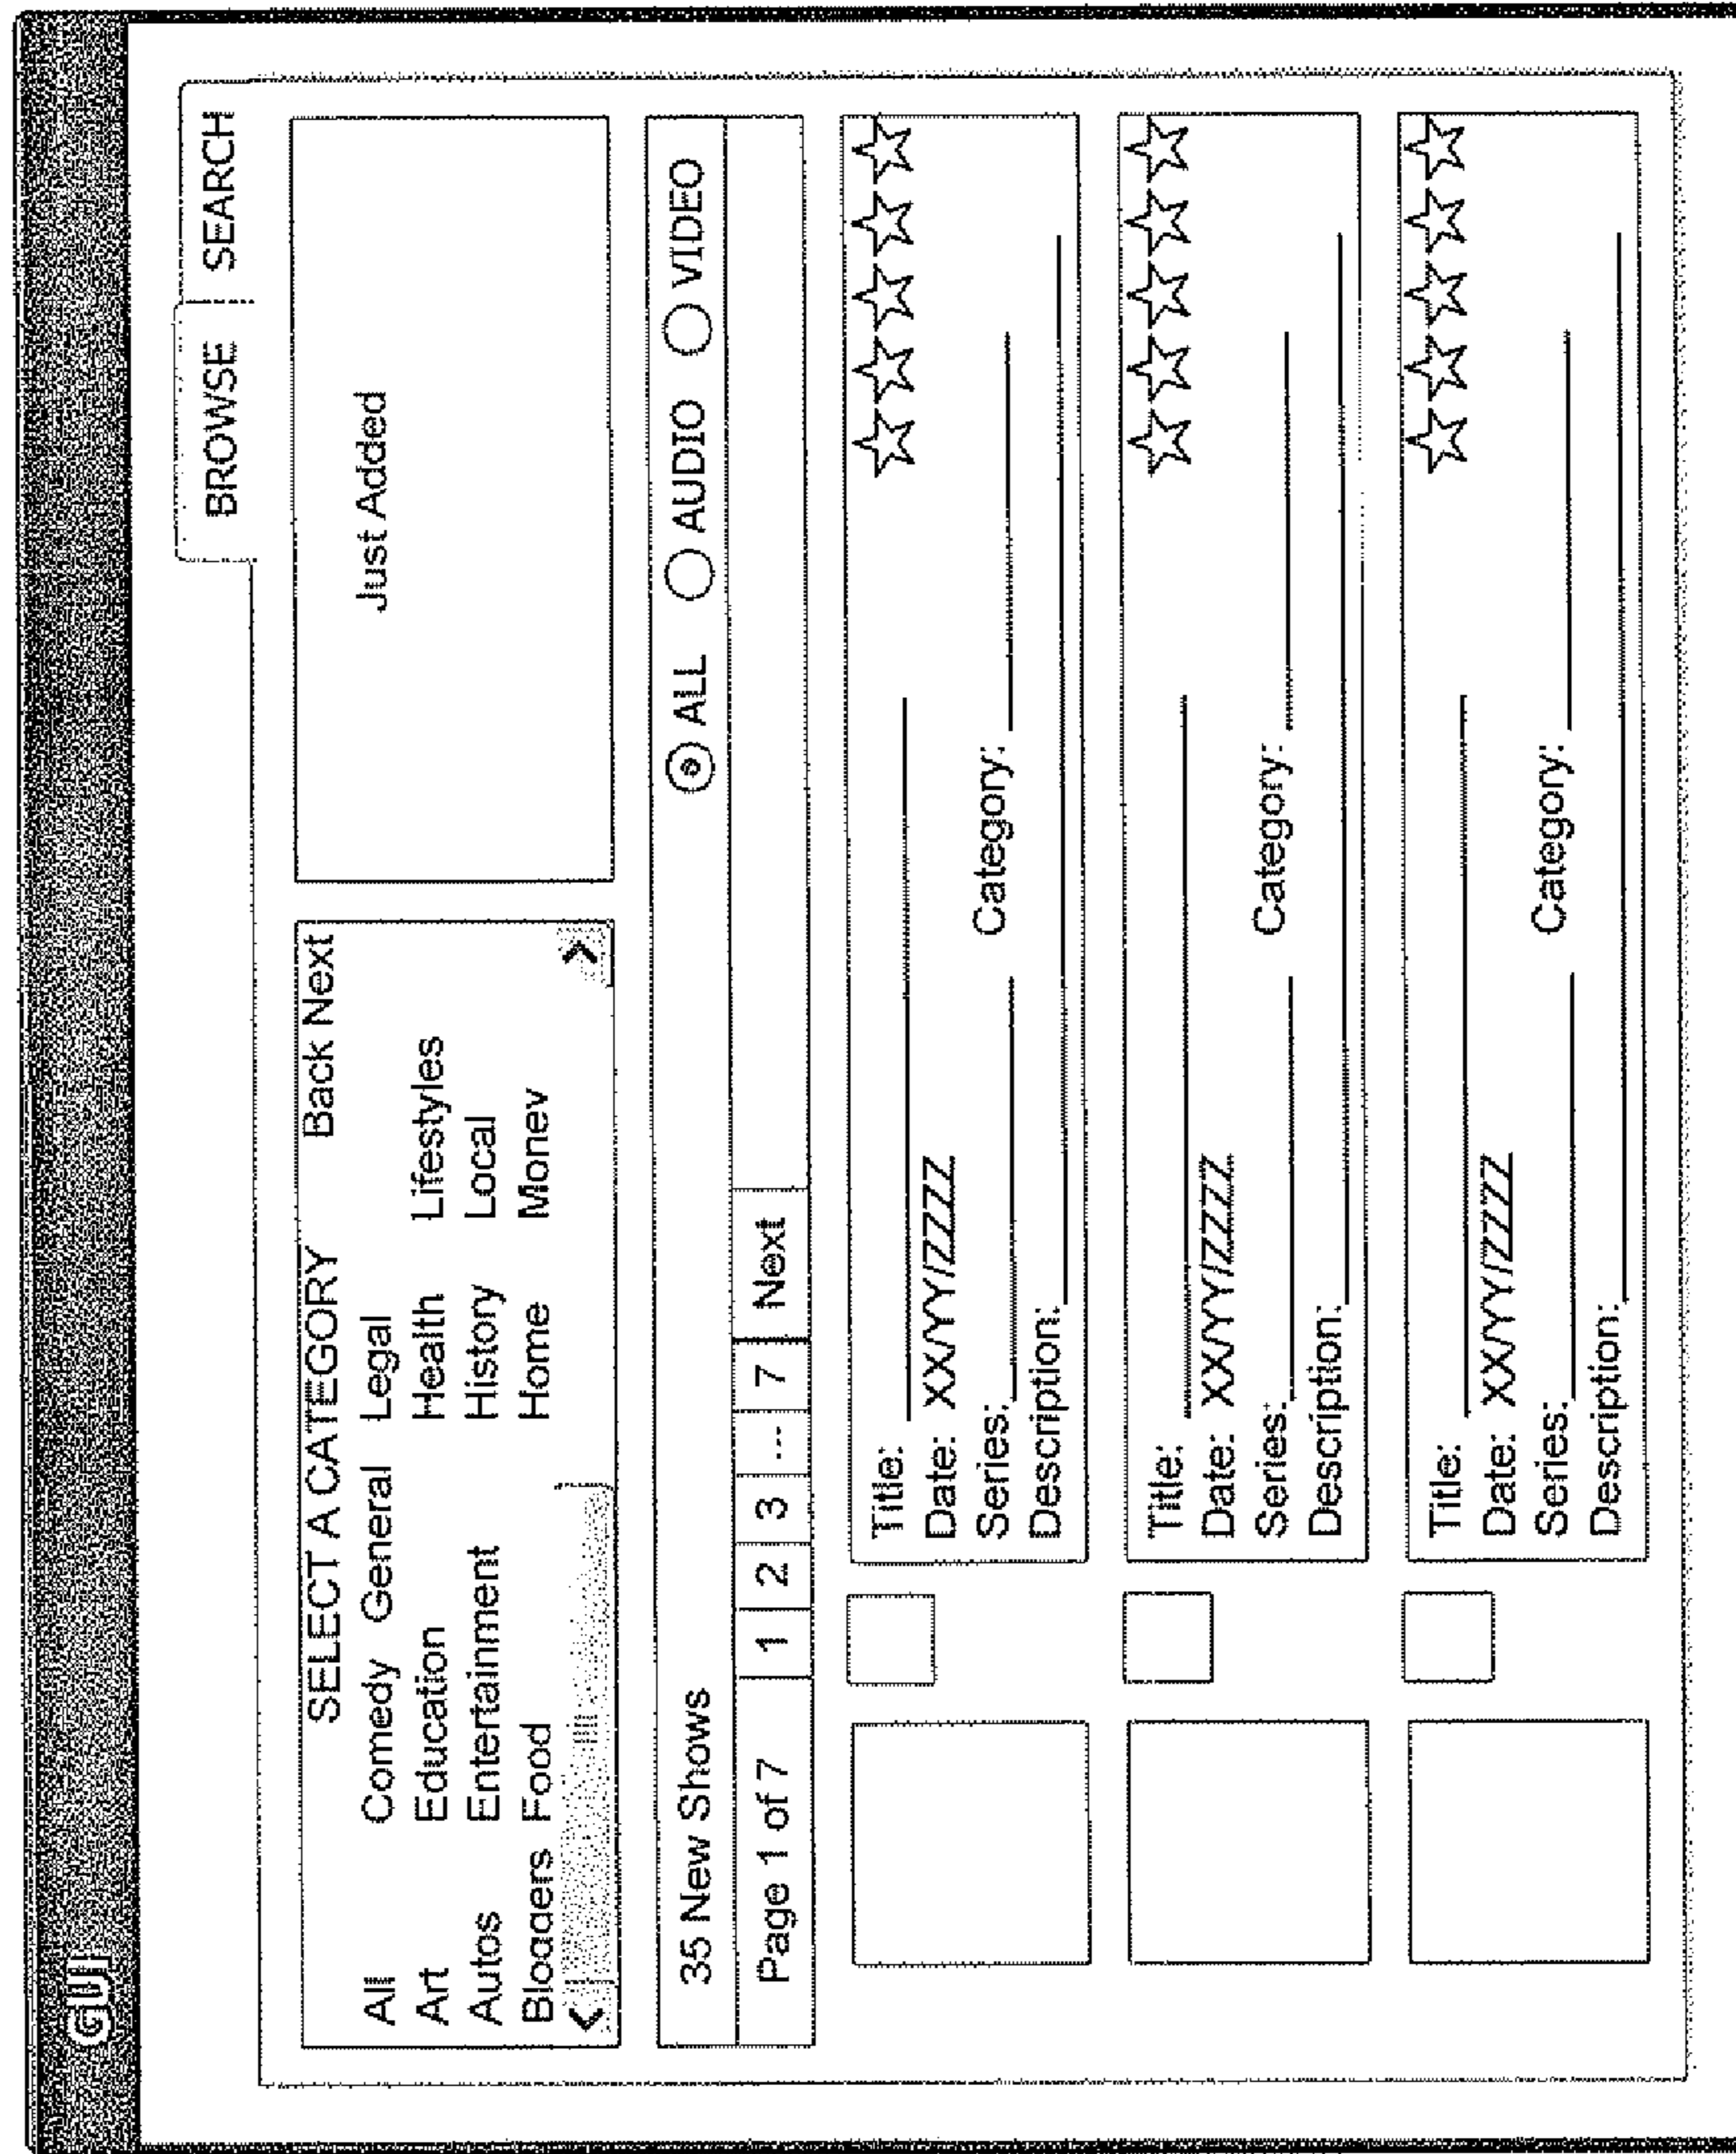 GUI
BROWSE SEARCH
SELECT A CATEGORY Back Next
All Comedy General Legal
Art Education Health Lifestyles
Autos Entertainment History Local
Bloggers Food Home Money
Just Added
35 New Shows ALL AUDIO VIDEO
Page 1 of 7 1 2 3 --- 7 Next
Title:
Date: XX/YY/ZZZZ
Series: Category:
Description:
Title:
Date: XX/YY/ZZZZ
Series: Category:
Description:
Title:
Date: XX/YY/ZZZZ
Series: Category:
Description: